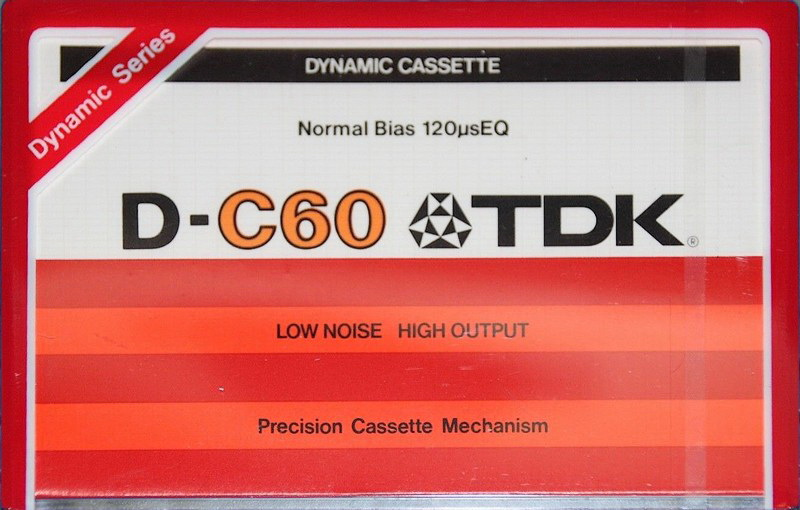 Dynamic Series
DYNAMIC CASSETTE
Normal Bias 120µsEQ
D-C60 TDK®
LOW NOISE HIGH OUTPUT
Precision Cassette Mechanism